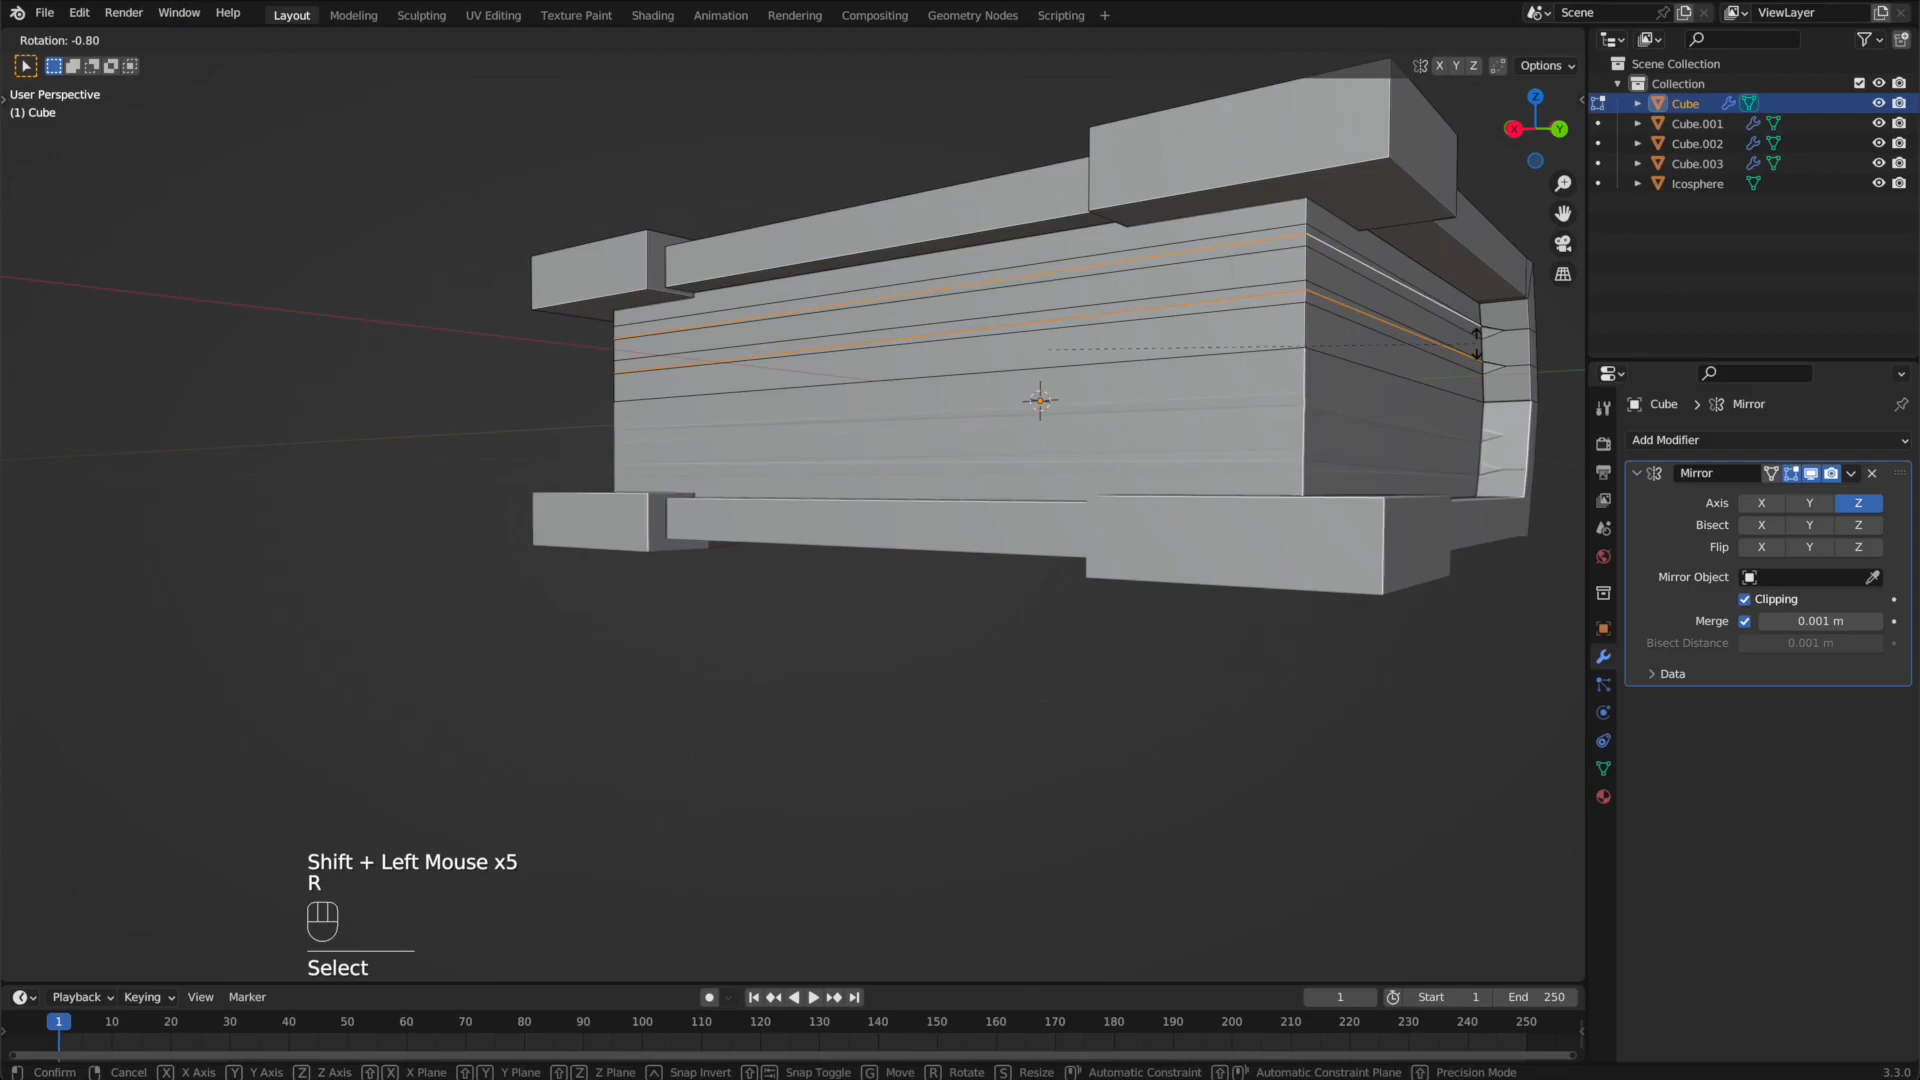 File Edit Render Window Help Layout Modeling Sculpting UV Editing Texture Paint Shading Animation Rendering Compositing Geometry Nodes Scripting + Scene ViewLayer
Rotation: -0.80
X Y Z Options
User Perspective
(1) Cube
Z
X Y
Scene Collection
Collection
Cube
Cube.001
Cube.002
Cube.003
Icosphere
Cube > Mirror
Add Modifier
Mirror
Axis X Y Z
Bisect X Y Z
Flip X Y Z
Mirror Object
Clipping
Merge 0.001 m
Bisect Distance 0.001 m
Data
Shift + Left Mouse x5
R
Select
Playback Keying View Marker 1 Start 1 End 250
1 10 20 30 40 50 60 70 80 90 100 110 120 130 140 150 160 170 180 190 200 210 220 230 240 250
Confirm Cancel X X Axis Y Y Axis Z Z Axis X X Plane Y Y Plane Z Z Plane Snap Invert Snap Toggle G Move R Rotate S Resize Automatic Constraint Automatic Constraint Plane Precision Mode 3.3.0